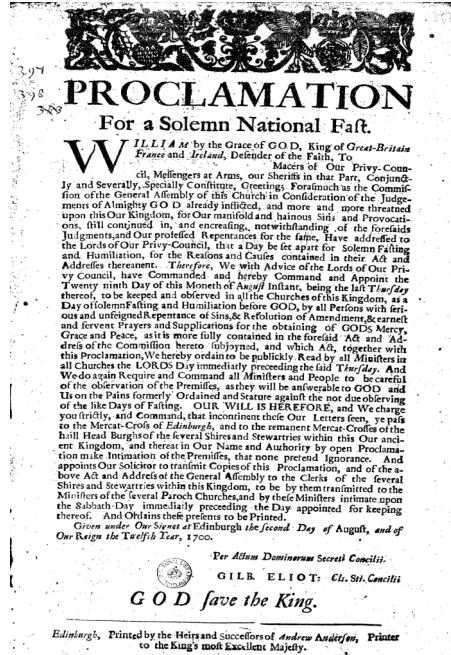 397
398
PROCLAMATION
For a Solemn National Fast.
WILLIAM by the Grace of GOD, King of Great-Britain
France and Ireland, Defender of the Faith, To
Macers of Our Privy-Coun-
cil, Messengers at Arms, our Sheriffs in that Part, Conjunct-
ly and Severally, Specially Constitute, Greeting; Forasmuch as the Commis-
sion of the General Assembly of this Church in Consideration of the Judge-
ments of Almighty GOD already inflicted, and more and more threatned
upon this Our Kingdom, for Our manifold and hainous Sins and Provocati-
ons, still continued in, and encreasing, notwithstanding of the foresaids
Judgments, and Our professed Repentances for the same, Have addressed to
the Lords of Our Privy-Council, that a Day be set apart for Solemn Fasting
and Humiliation, for the Reasons and Causes contained in their Act and
Addresses thereanent. Therefore, We with Advice of the Lords of Our Pri-
vy Council, have Commanded and hereby Command and Appoint the
Twenty ninth Day of this Moneth of August Instant, being the last Thursday
thereof, to be keeped and observed in all the Churches of this Kingdom, as a
Day of solemn Fasting and Humiliation before GOD, by all Persons with seri-
ous and unfeigned Repentance of Sins, & Resolution of Amendment, & earnest
and fervent Prayers and Supplications for the obtaining of GODS Mercy,
Grace and Peace, as it is more fully contained in the foresaid Act and Ad-
dress of the Commission hereto subjoyned, and which Act, together with
this Proclamation, We hereby ordain to be publickly Read by all Ministers in
all Churches the LORDS Day immediatly preceeding the said Thursday. And
We do again Require and Command all Ministers and People to be careful
of the observation of the Premisses, as they will be answerable to GOD and
Us on the Pains formerly Ordained and Statute against the not due observing
of the like Days of Fasting. OUR WILL IS HEREFORE, and We charge
you strictly, and Command, that incontinent these Our Letters seen, ye pass
to the Mercat-Cross of Edinburgh, and to the remanent Mercat-Crosses of the
haill Head Burghs of the several Shires and Stewartries within this Our anci-
ent Kingdom, and thereat in Our Name and Authority by open Proclama-
tion make Intimation of the Premisses, that none pretend Ignorance. And
appoints Our Solicitor to transmit Copies of this Proclamation, and of the a-
bove Act and Address of the General Assembly to the Clerks of the several
Shires and Stewartries within this Kingdom, to be by them transmitted to the
Ministers of the several Paroch Churches, and by these Ministers intimate upon
the Sabbath-Day immediatly preceeding the Day appointed for keeping
thereof. And Ordains these presents to be Printed.
Given under Our Signet at Edinburgh the second Day of August, and of
Our Reign the Twelfth Year, 1700.
Per Actum Dominorum Secreti Concilii.
GILB. ELIOT: Cls. Sti. Concilii
GOD save the King.
Edinburgh, Printed by the Heirs and Successors of Andrew Anderson, Printer
to the King's most Excellent Majesty.